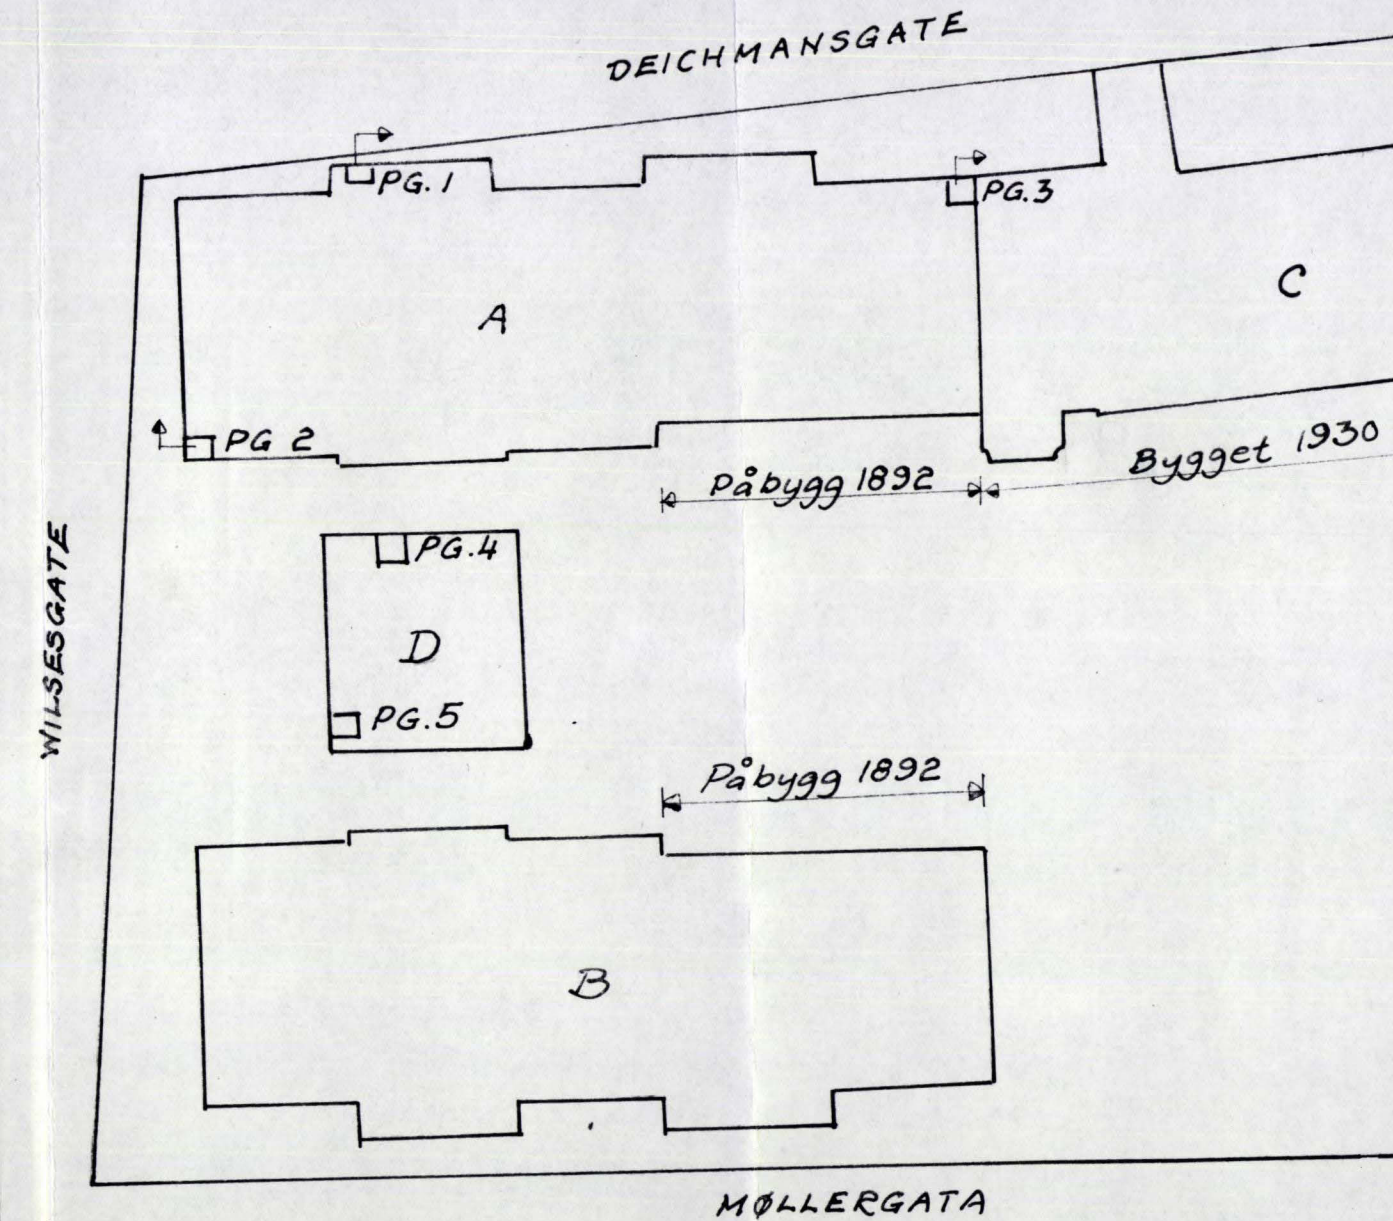 DEICHMANSGATE
PG.1
PG.3
A
C
PG 2
Påbygg 1892
Bygget 1930
PG.4
WILSESGATE
D
PG.5
Påbygg 1892
B
MØLLERGATA